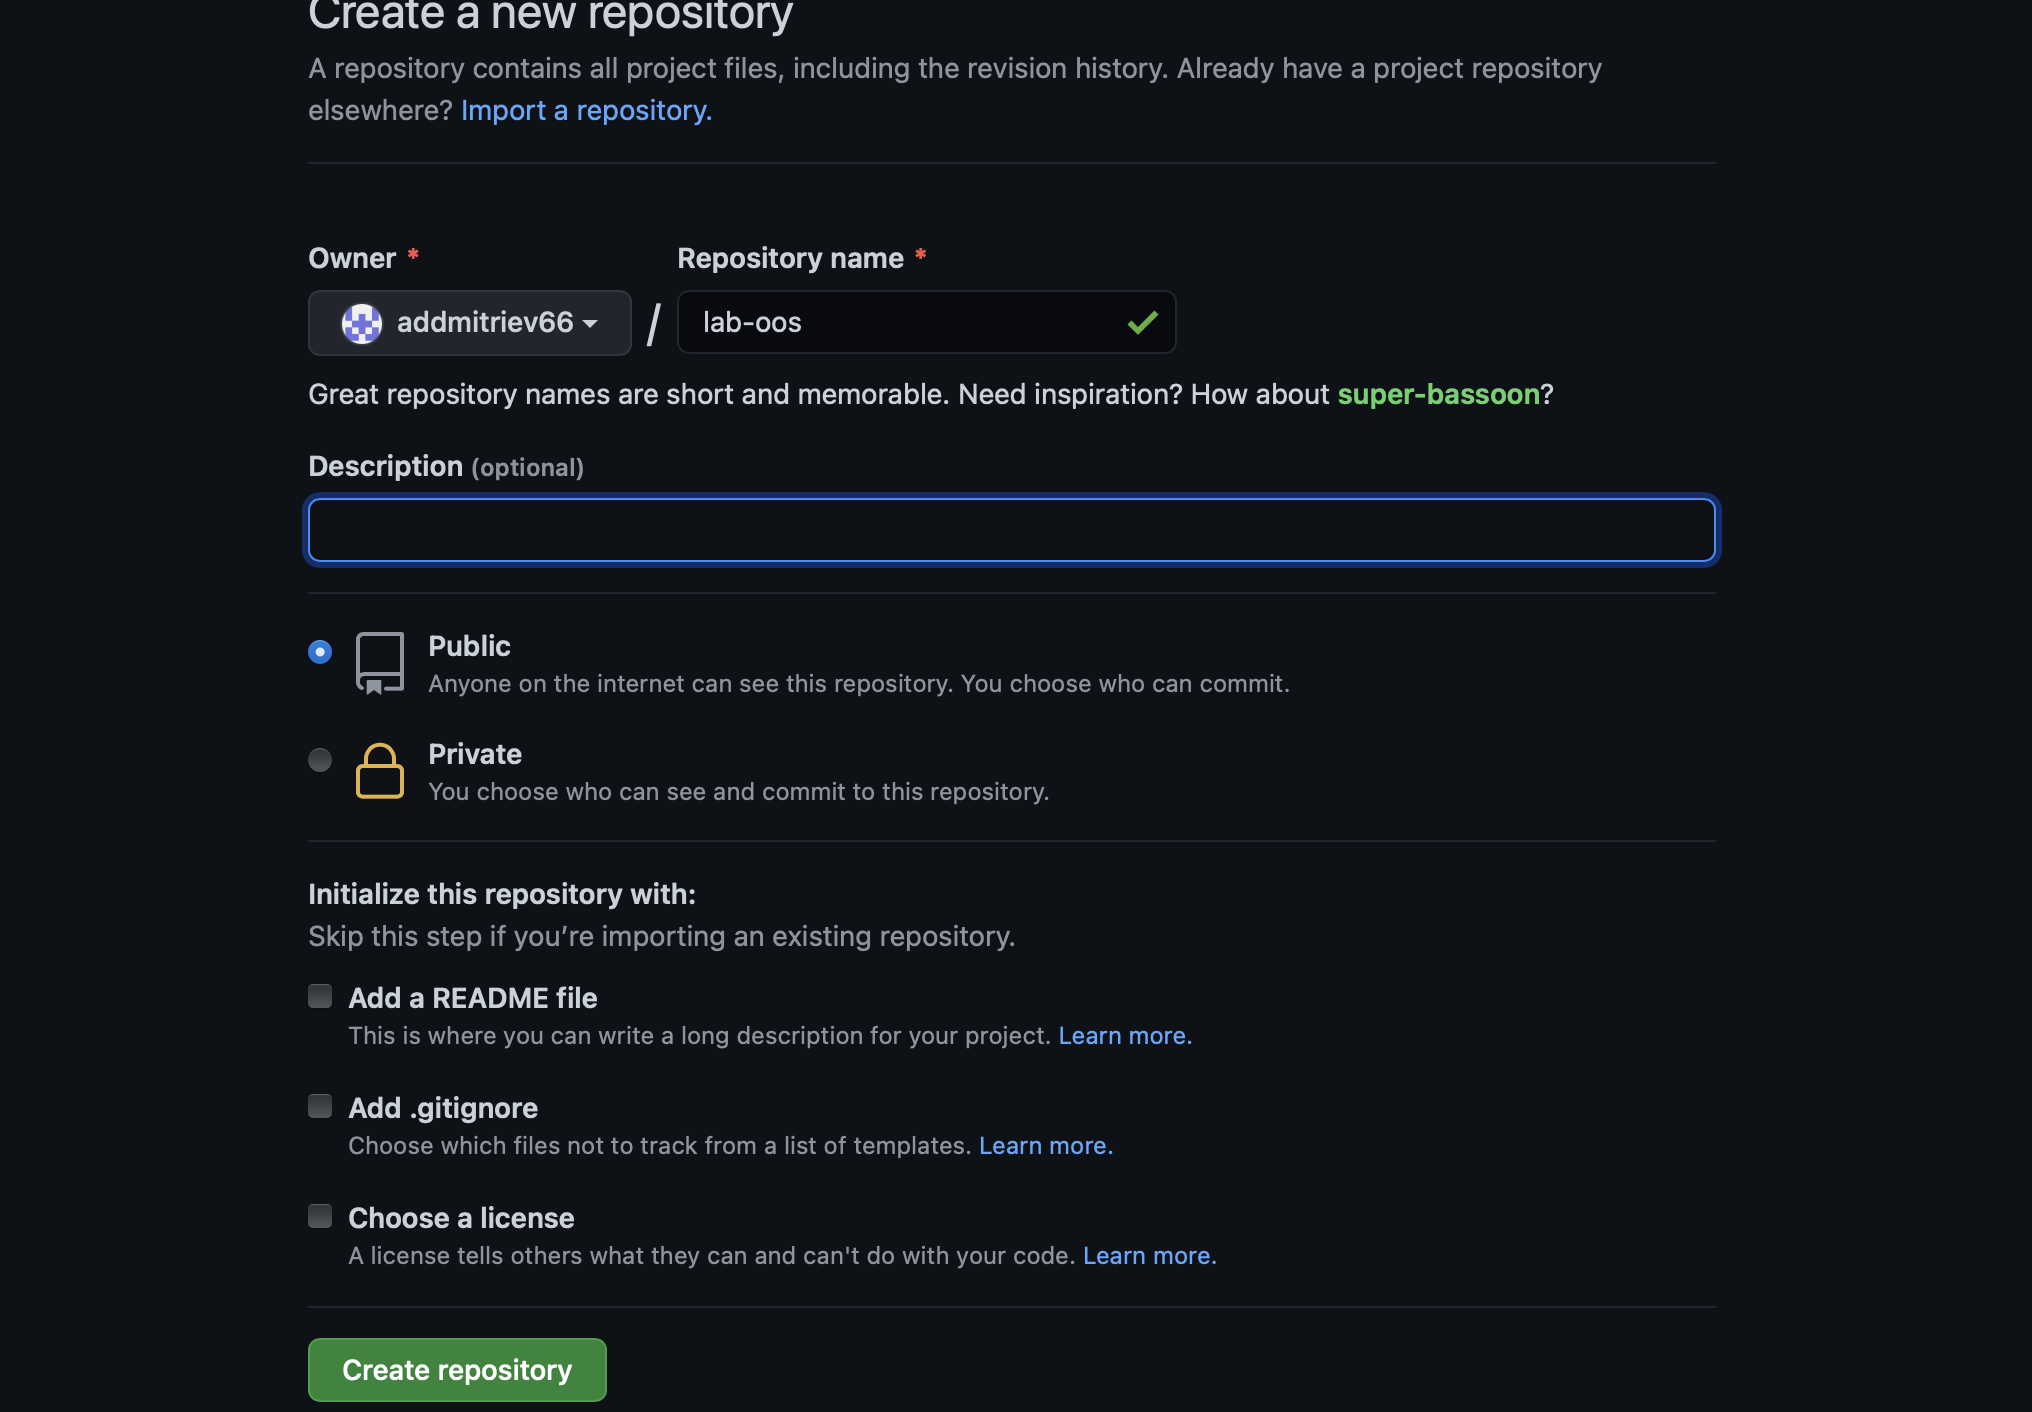 Create a new repository
A repository contains all project files, including the revision history. Already have a project repository
elsewhere? Import a repository.
Owner *
Repository name *
addmitriev66
/
lab-oos
Great repository names are short and memorable. Need inspiration? How about super-bassoon?
Description (optional)
Public
Anyone on the internet can see this repository. You choose who can commit.
Private
You choose who can see and commit to this repository.
Initialize this repository with:
Skip this step if you’re importing an existing repository.
Add a README file
This is where you can write a long description for your project. Learn more.
Add .gitignore
Choose which files not to track from a list of templates. Learn more.
Choose a license
A license tells others what they can and can't do with your code. Learn more.
Create repository